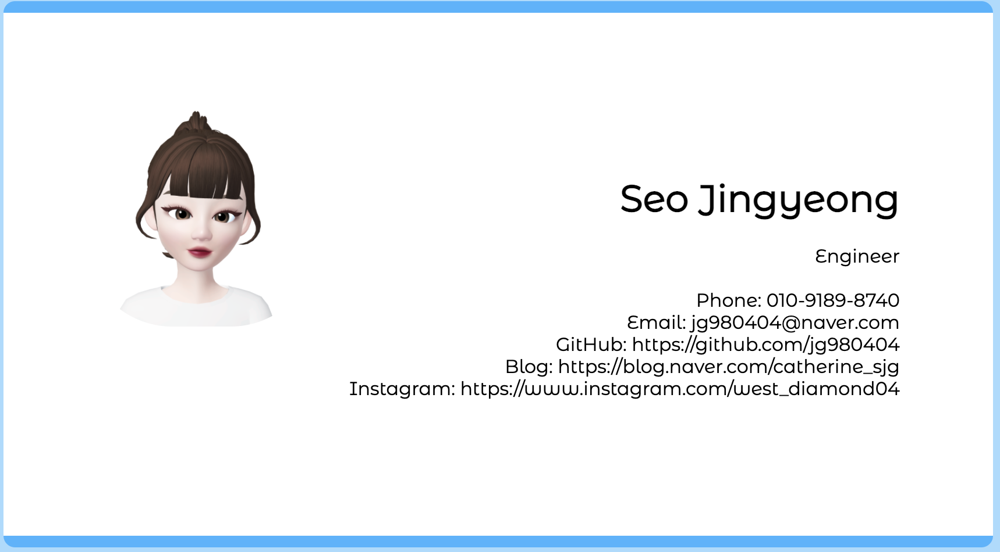 Seo Jingyeong
Engineer
Phone: 010-9189-8740
Email: jg980404@naver.com
GitHub: https://github.com/jg980404
Blog: https://blog.naver.com/catherine_sjg
Instagram: https://www.instagram.com/west_diamond04